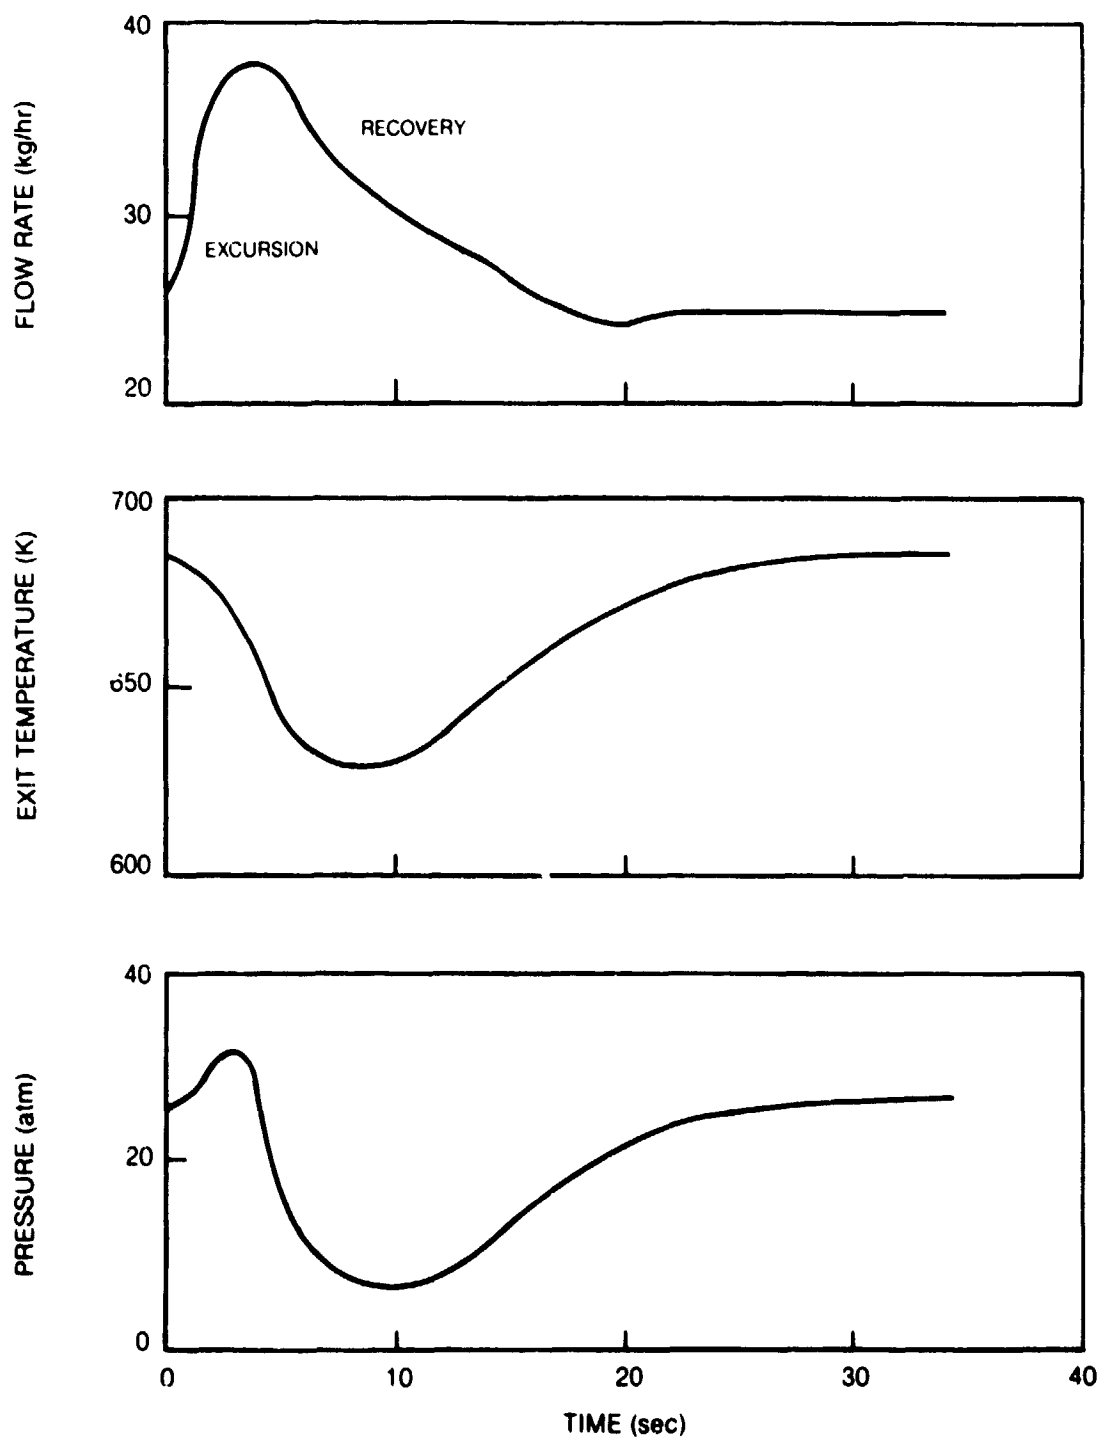 40
FLOW RATE (kg/hr)
RECOVERY
30
EXCURSION
20
700
EXIT TEMPERATURE (K)
650
600
40
PRESSURE (atm)
20
0
0 10 20 30 40
TIME (sec)